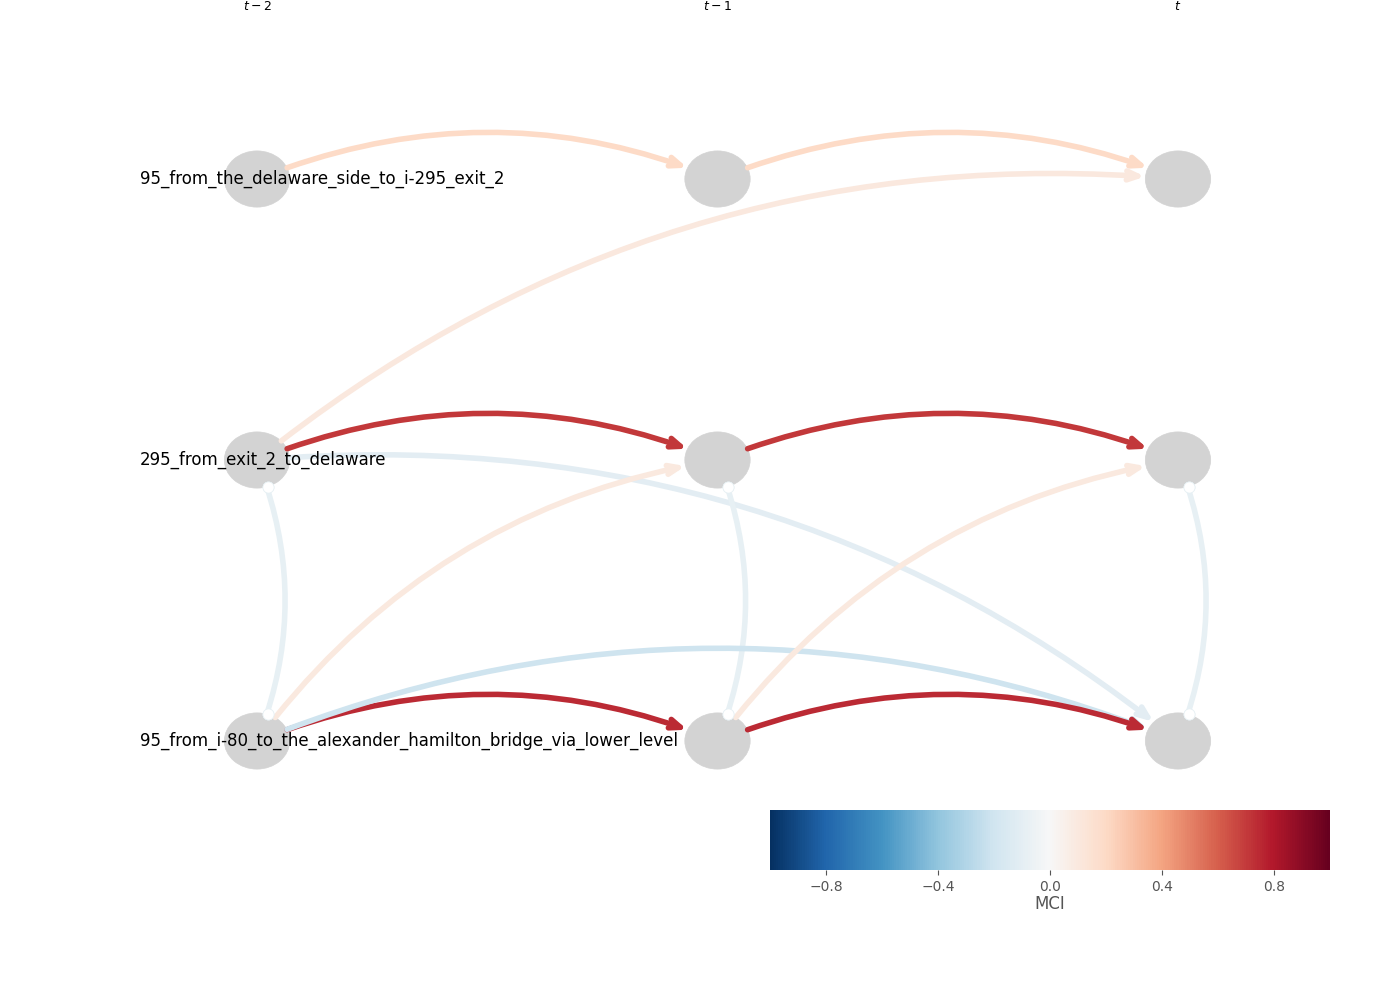 t − 2 t − 1 t
95_from_the_delaware_side_to_i-295_exit_2
295_from_exit_2_to_delaware
95_from_i-80_to_the_alexander_hamilton_bridge_via_lower_level
−0.8 −0.4 0.0 0.4 0.8
MCI